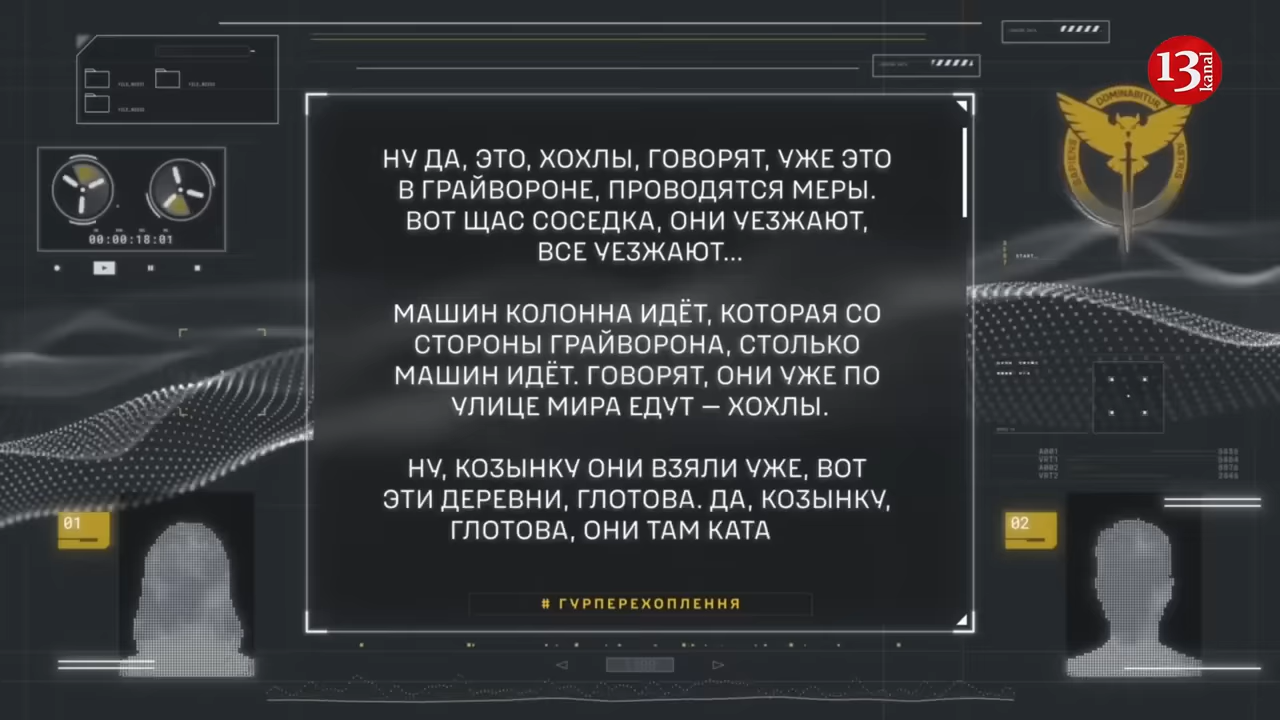 13 kanal
DOMINABITUR
SAPIENS
ASTRIS
00:00:18:01
START_
НУ ДА, ЭТО, ХОХЛЫ, ГОВОРЯТ, УЖЕ ЭТО
В ГРАЙВОРОНЕ, ПРОВОДЯТСЯ МЕРЫ.
ВОТ ЩАС СОСЕДКА, ОНИ УЕЗЖАЮТ,
ВСЕ УЕЗЖАЮТ...
МАШИН КОЛОННА ИДЁТ, КОТОРАЯ СО
СТОРОНЫ ГРАЙВОРОНА, СТОЛЬКО
МАШИН ИДЁТ. ГОВОРЯТ, ОНИ УЖЕ ПО
УЛИЦЕ МИРА ЕДУТ – ХОХЛЫ.
НУ, КОЗЫНКУ ОНИ ВЗЯЛИ УЖЕ, ВОТ
ЭТИ ДЕРЕВНИ, ГЛОТОВА. ДА, КОЗЫНКУ,
ГЛОТОВА, ОНИ ТАМ КАТА
01
02
# ГУРПЕРЕХОПЛЕННЯ